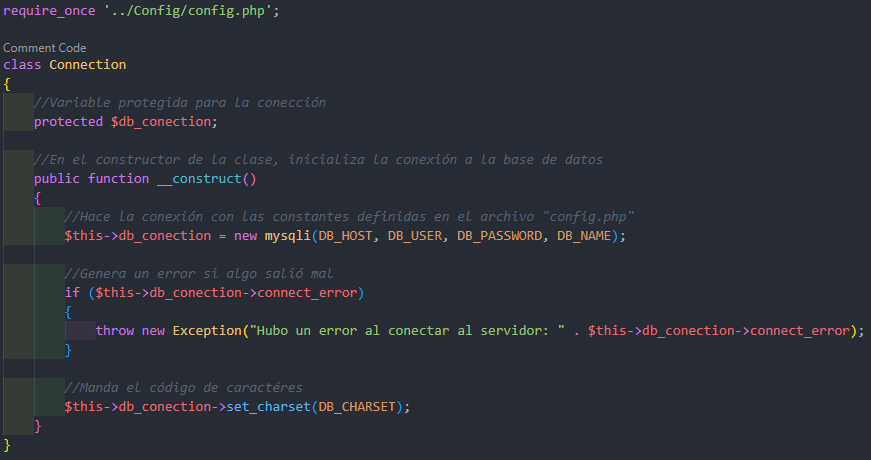 require_once '../Config/config.php';
Comment Code
class Connection
{
//Variable protegida para la conección
protected $db_conection;
//En el constructor de la clase, inicializa la conexión a la base de datos
public function __construct()
{
//Hace la conexión con las constantes definidas en el archivo "config.php"
$this->db_conection = new mysqli(DB_HOST, DB_USER, DB_PASSWORD, DB_NAME);
//Genera un error si algo salió mal
if ($this->db_conection->connect_error)
{
throw new Exception("Hubo un error al conectar al servidor: " . $this->db_conection->connect_error);
}
//Manda el código de caractéres
$this->db_conection->set_charset(DB_CHARSET);
}
}